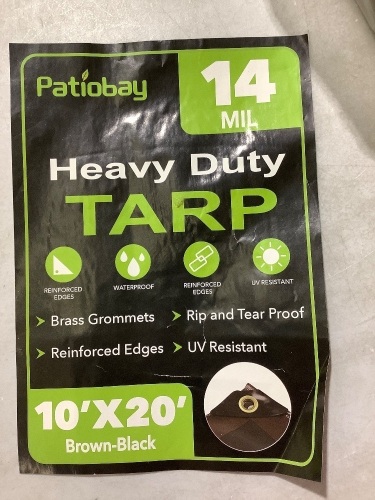 Patiobay
14
MIL
Heavy Duty
TARP
REINFORCED
EDGES
WATERPROOF
REINFORCED
EDGES
UV RESISTANT
Brass Grommets
Rip and Tear Proof
Reinforced Edges
UV Resistant
10'X20'
Brown-Black